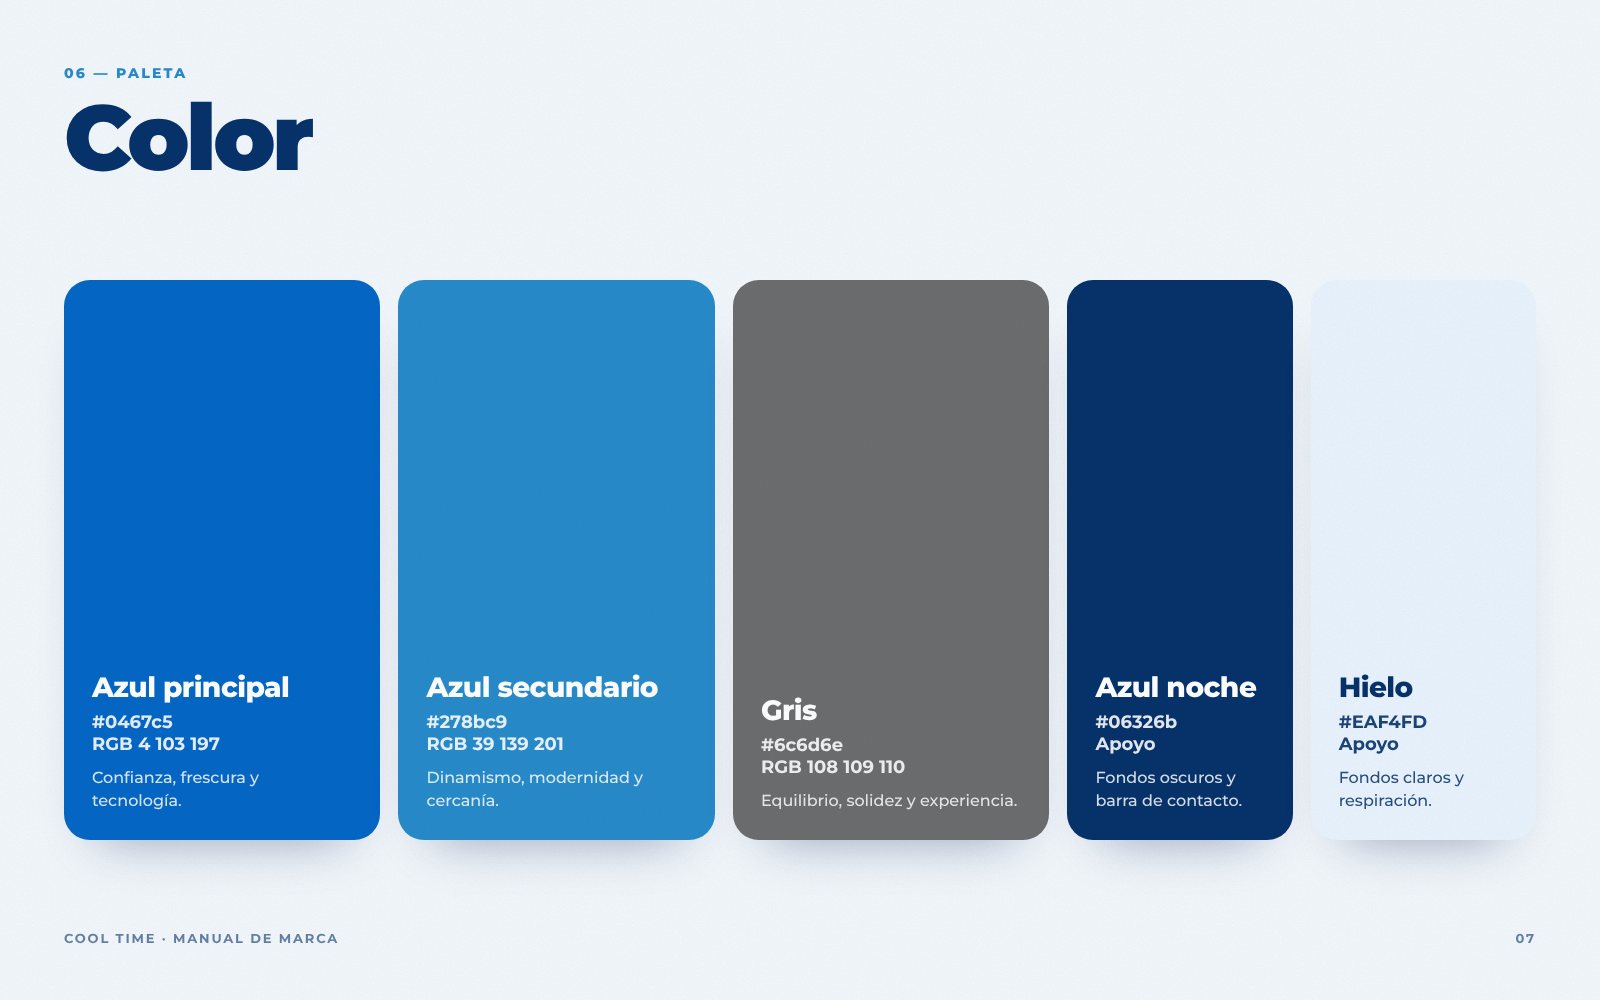 06 — PALETA
Color
Azul principal
#0467c5
RGB 4 103 197
Confianza, frescura y
tecnología.
Azul secundario
#278bc9
RGB 39 139 201
Dinamismo, modernidad y
cercanía.
Gris
#6c6d6e
RGB 108 109 110
Equilibrio, solidez y experiencia.
Azul noche
#06326b
Apoyo
Fondos oscuros y
barra de contacto.
Hielo
#EAF4FD
Apoyo
Fondos claros y
respiración.
COOL TIME · MANUAL DE MARCA
07